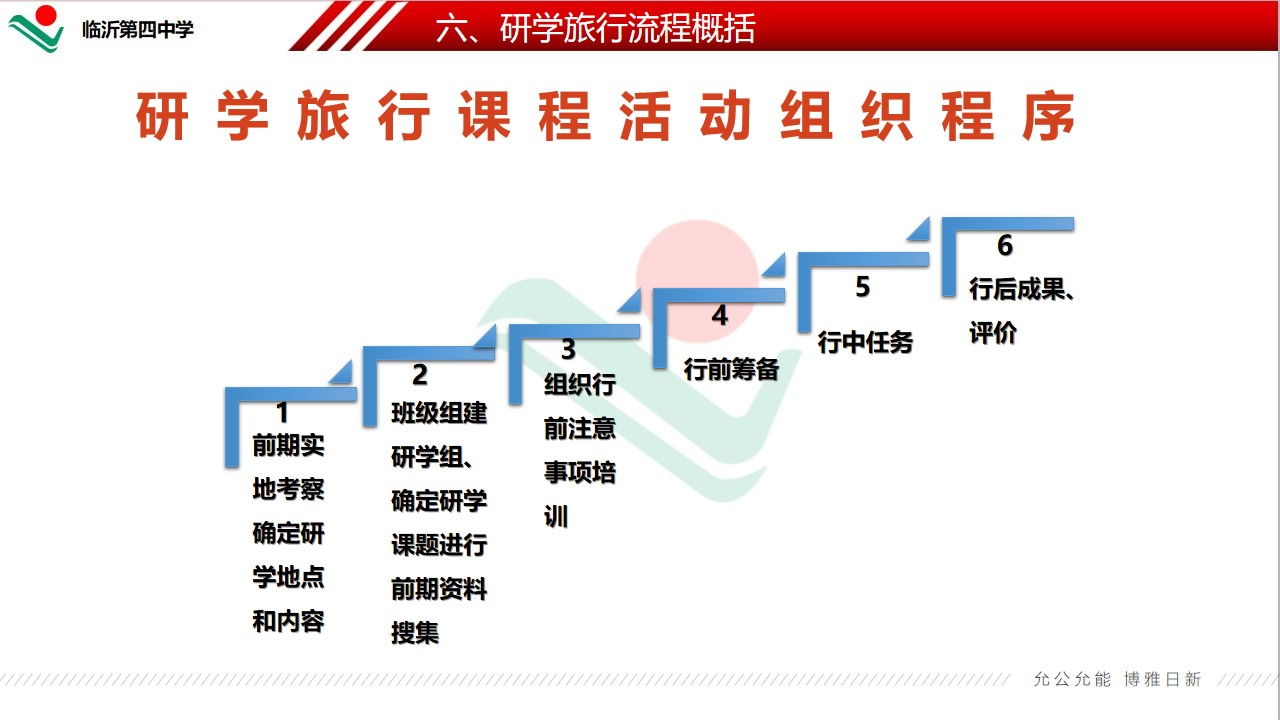 临沂第四中学
六、研学旅行流程概括
研学旅行课程活动组织程序
1
前期实
地考察
确定研
学地点
和内容
2
班级组建
研学组、
确定研学
课题进行
前期资料
搜集
3
组织行
前注意
事项培
训
4
行前筹备
5
行中任务
6
行后成果、
评价
允公允能 博雅日新